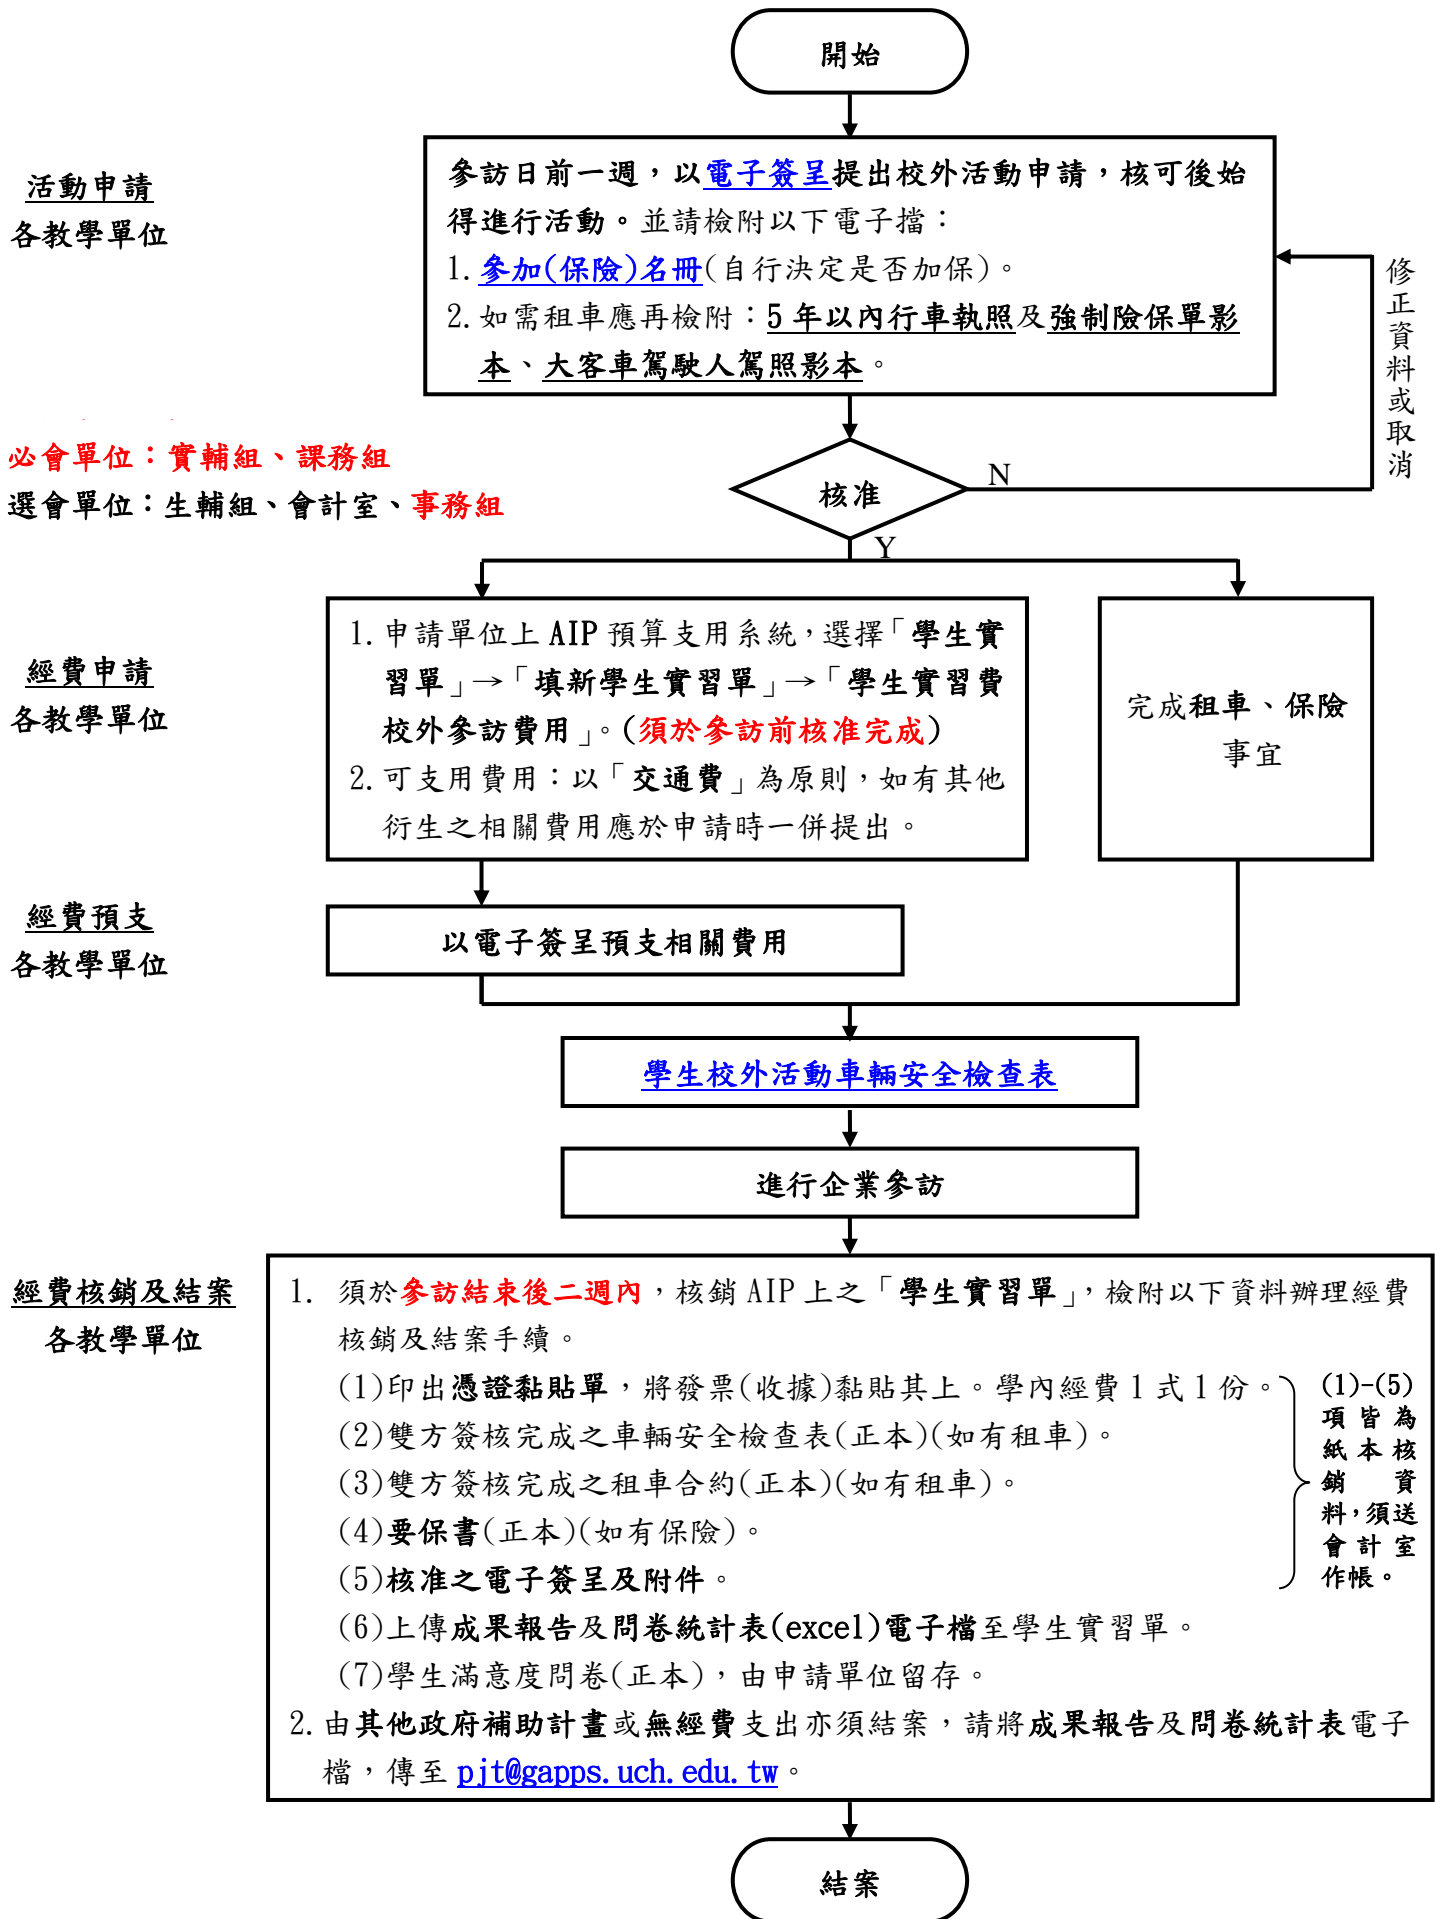 開始
活動申請
各教學單位
參訪日前一週，以電子簽呈提出校外活動申請，核可後始
得進行活動。並請檢附以下電子擋：
1.參加(保險)名冊(自行決定是否加保)。
2.如需租車應再檢附：5 年以內行車執照及強制險保單影
本、大客車駕駛人駕照影本。
修正資料或取消
必會單位：實輔組、課務組
選會單位：生輔組、會計室、事務組
核准
N
Y
經費申請
各教學單位
1.申請單位上 AIP 預算支用系統，選擇「學生實
習單」→「填新學生實習單」→「學生實習費
校外參訪費用」。(須於參訪前核准完成)
2.可支用費用：以「交通費」為原則，如有其他
衍生之相關費用應於申請時一併提出。
完成租車、保險
事宜
經費預支
各教學單位
以電子簽呈預支相關費用
學生校外活動車輛安全檢查表
進行企業參訪
經費核銷及結案
各教學單位
1. 須於參訪結束後二週內，核銷 AIP 上之「學生實習單」，檢附以下資料辦理經費
核銷及結案手續。
(1)印出憑證黏貼單，將發票(收據)黏貼其上。學內經費 1 式 1 份。
(2)雙方簽核完成之車輛安全檢查表(正本)(如有租車)。
(3)雙方簽核完成之租車合約(正本)(如有租車)。
(4)要保書(正本)(如有保險)。
(5)核准之電子簽呈及附件。
(1)-(5)
項皆為
紙本核
銷資
料，須送
會計室
作帳。
(6)上傳成果報告及問卷統計表(excel)電子檔至學生實習單。
(7)學生滿意度問卷(正本)，由申請單位留存。
2.由其他政府補助計畫或無經費支出亦須結案，請將成果報告及問卷統計表電子
檔，傳至 pjt@gapps.uch.edu.tw。
結案